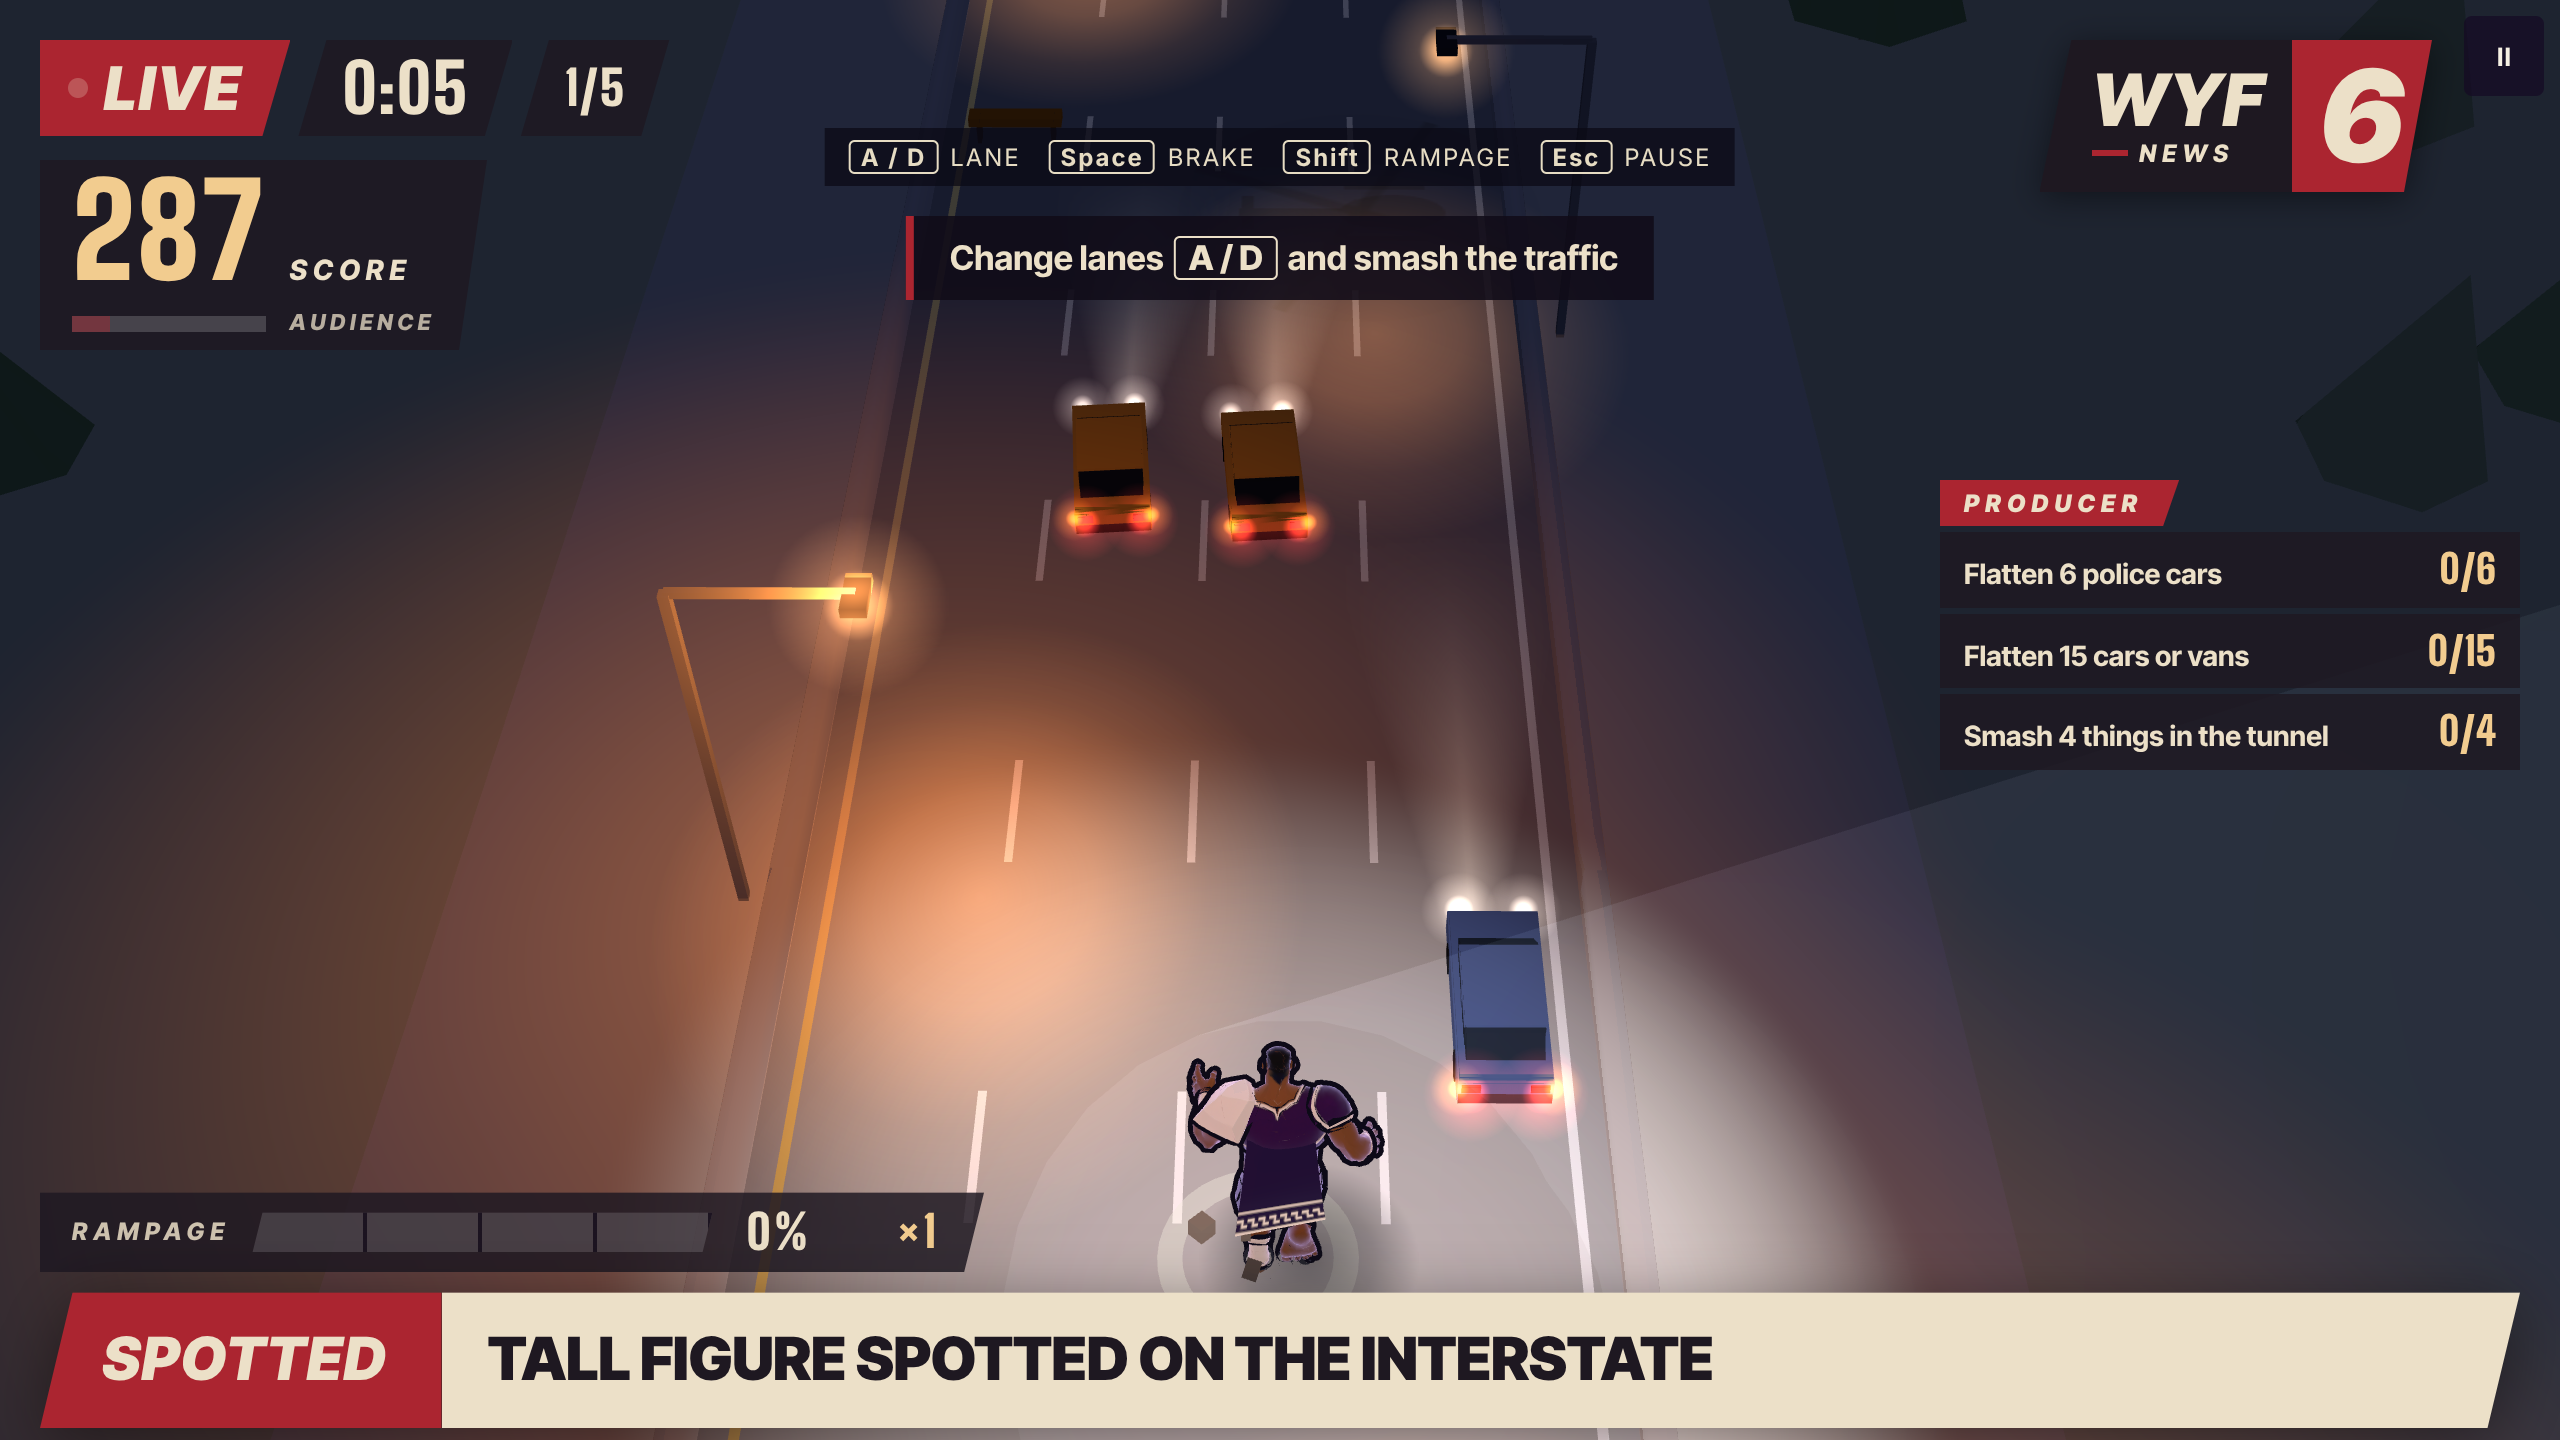 LIVE 0:05 1/5
287 SCORE
AUDIENCE
A / D LANE Space BRAKE Shift RAMPAGE Esc PAUSE
Change lanes A / D and smash the traffic
WYF 6
NEWS
PRODUCER
Flatten 6 police cars 0/6
Flatten 15 cars or vans 0/15
Smash 4 things in the tunnel 0/4
RAMPAGE 0% ×1
SPOTTED TALL FIGURE SPOTTED ON THE INTERSTATE